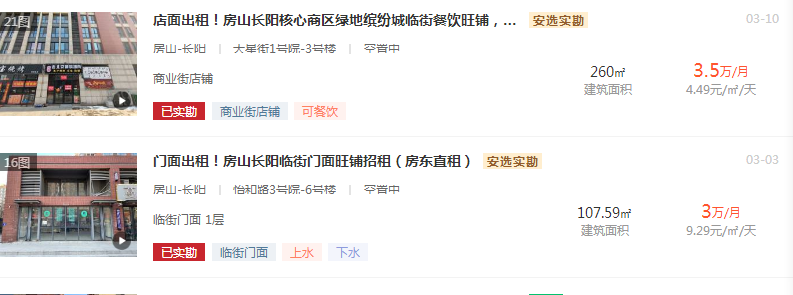 21图
店面出租！房山长阳核心商区绿地缤纷城临街餐饮旺铺，... 安选实勘
03-10
房山-长阳 | 天星街1号院-3号楼 | 空置中
260㎡ 3.5万/月
商业街店铺
建筑面积 4.49元/㎡/天
已实勘 商业街店铺 可餐饮
16图
门面出租！房山长阳临街门面旺铺招租（房东直租） 安选实勘
03-03
房山-长阳 | 怡和路3号院-6号楼 | 空置中
107.59㎡ 3万/月
临街门面 1层
建筑面积 9.29元/㎡/天
已实勘 临街门面 上水 下水